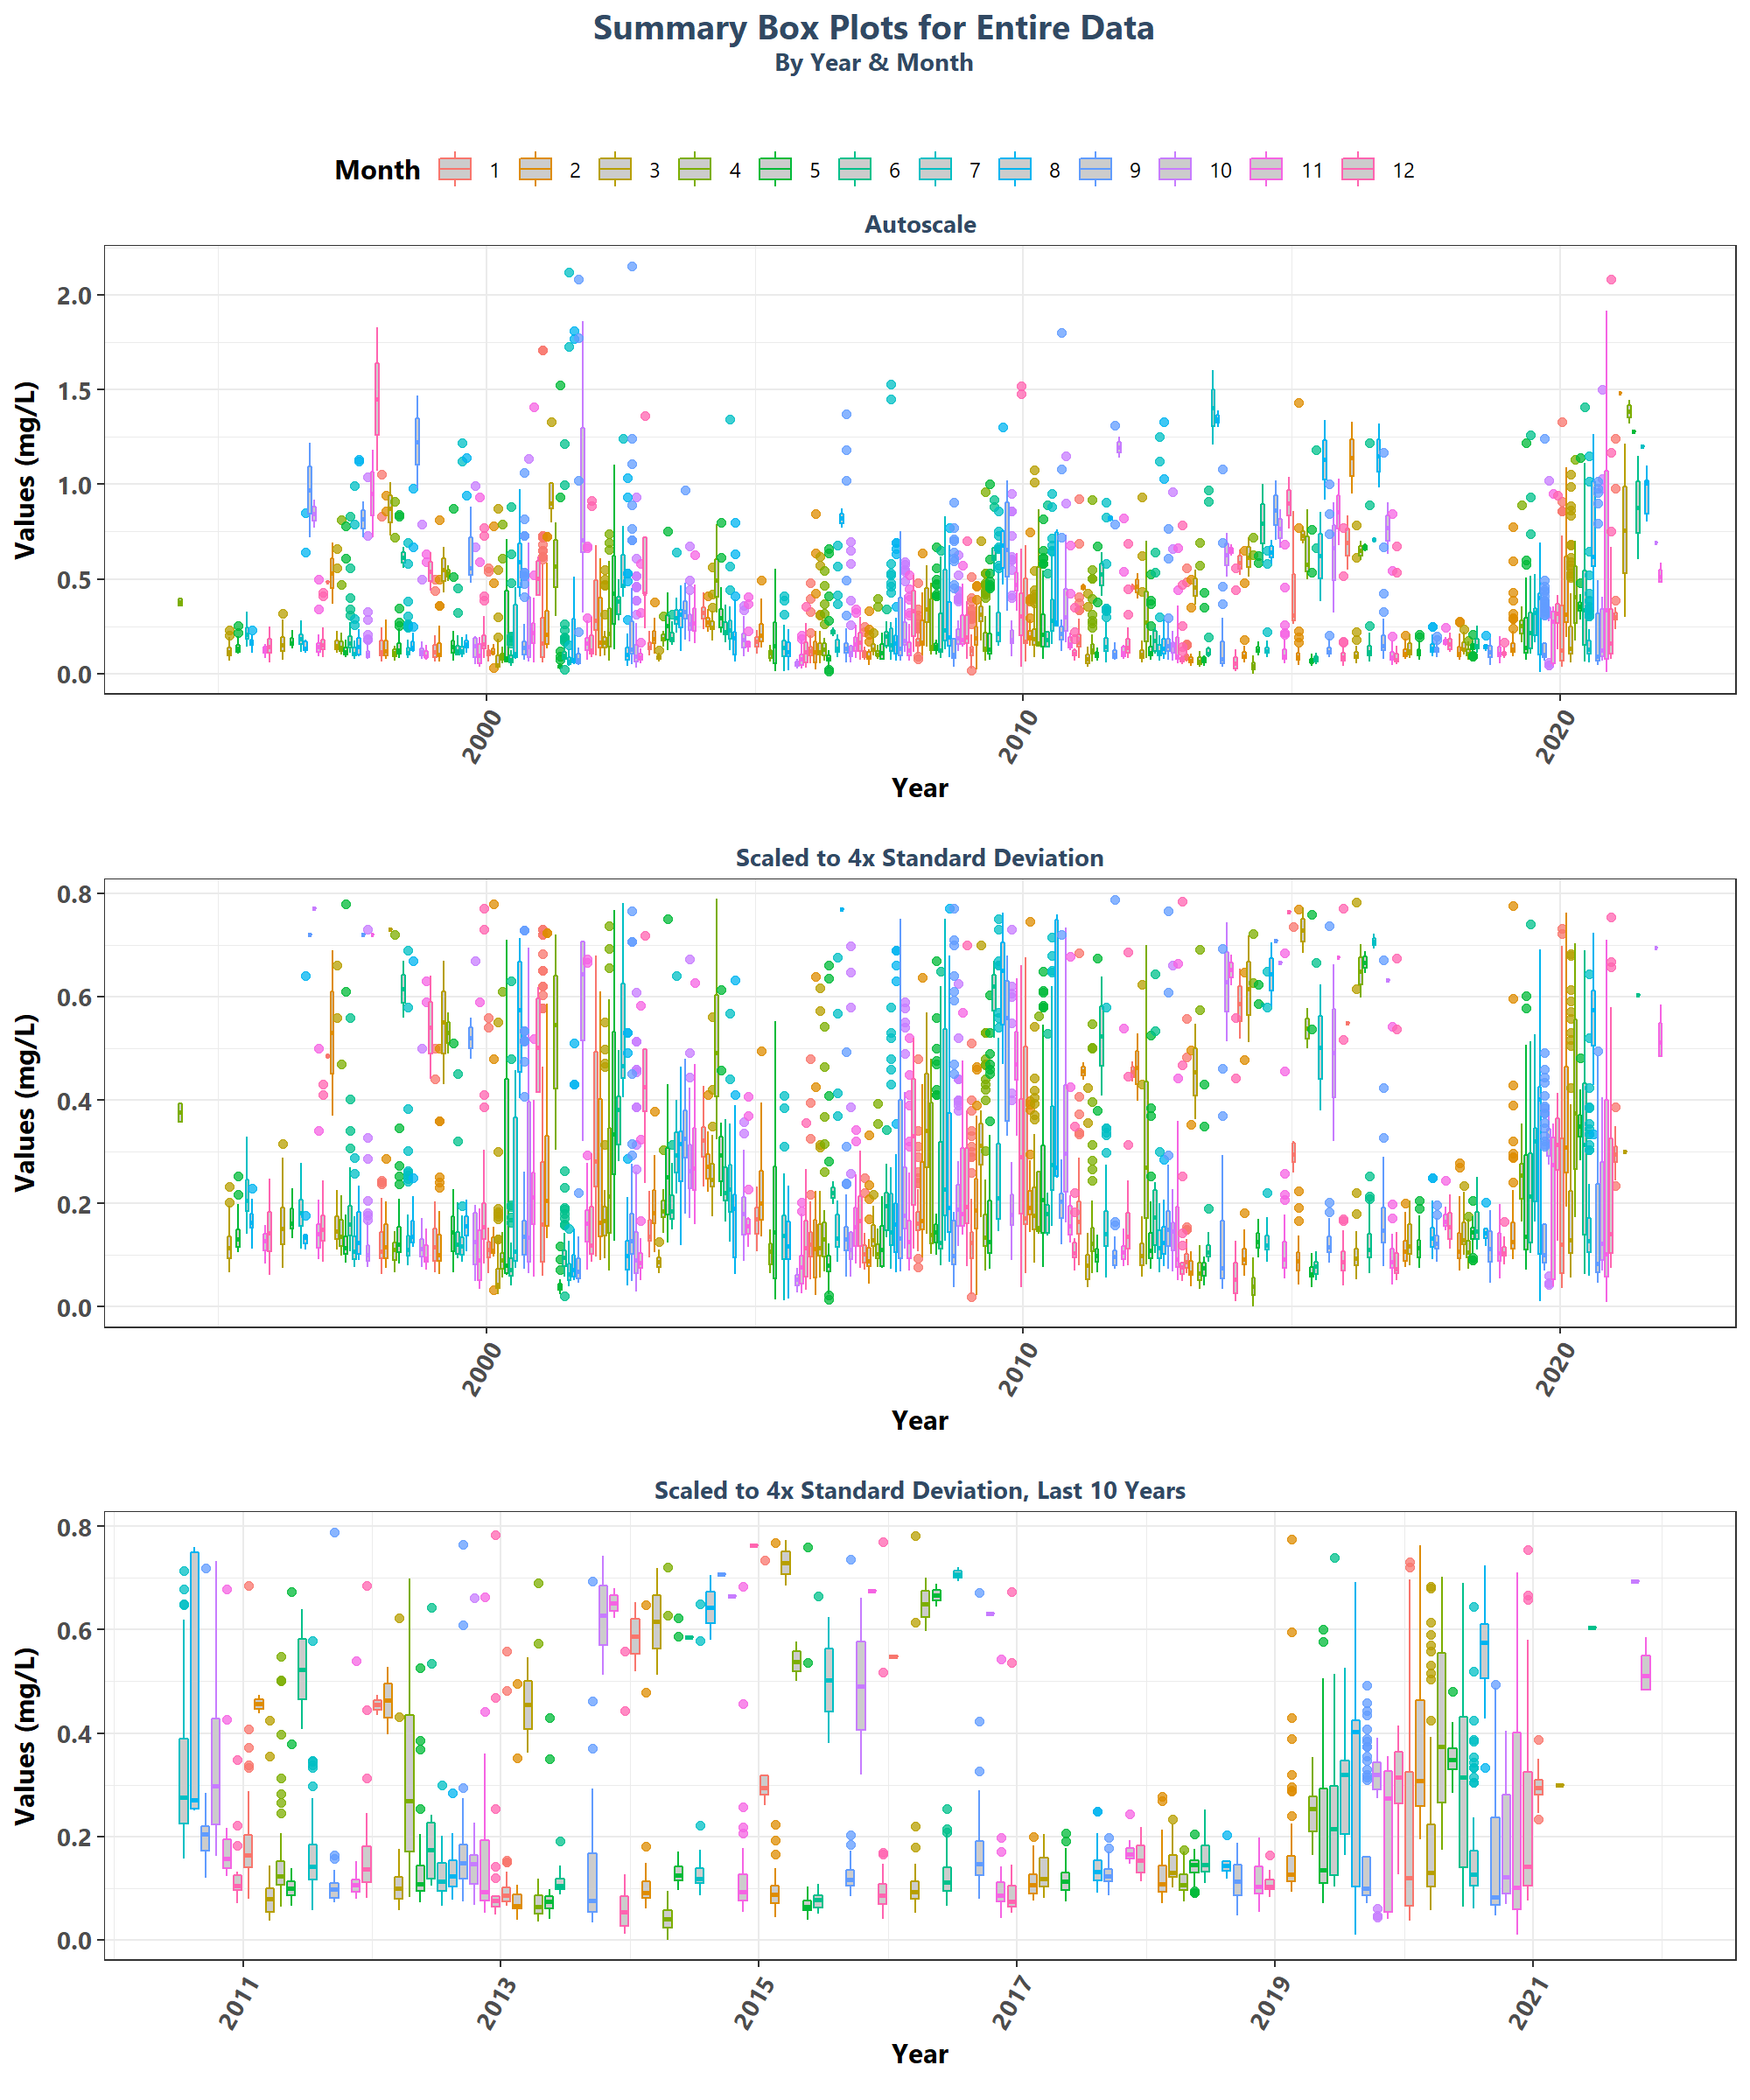 Summary Box Plots for Entire Data
By Year & Month
Month 1 2 3 4 5 6 7 8 9 10 11 12
Autoscale
Values (mg/L)
2.0
1.5
1.0
0.5
0.0
2000 2010 2020
Year
Scaled to 4x Standard Deviation
Values (mg/L)
0.8
0.6
0.4
0.2
0.0
2000 2010 2020
Year
Scaled to 4x Standard Deviation, Last 10 Years
Values (mg/L)
0.8
0.6
0.4
0.2
0.0
2011 2013 2015 2017 2019 2021
Year